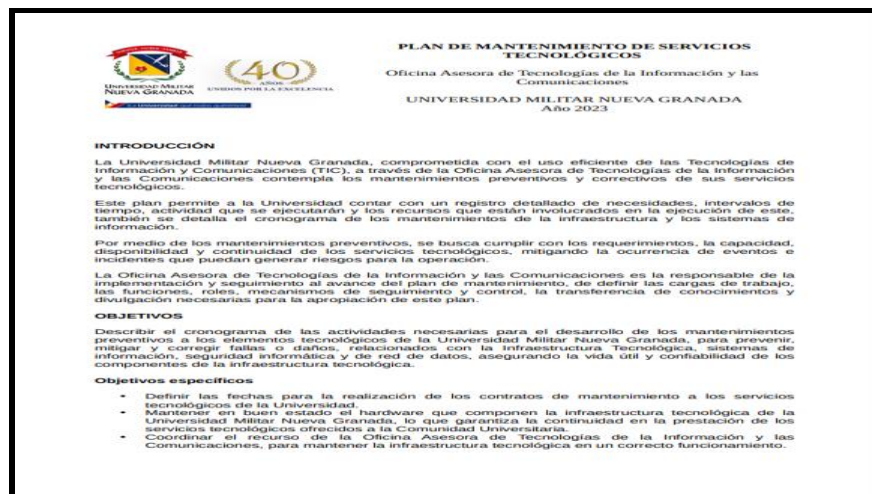 UNIVERSIDAD MILITAR
NUEVA GRANADA
40
AÑOS
UNIDOS POR LA EXCELENCIA
PLAN DE MANTENIMIENTO DE SERVICIOS
TECNOLÓGICOS
Oficina Asesora de Tecnologías de la Información y las
Comunicaciones
UNIVERSIDAD MILITAR NUEVA GRANADA
Año 2023
INTRODUCCIÓN
La Universidad Militar Nueva Granada, comprometida con el uso eficiente de las Tecnologías de
Información y Comunicaciones (TIC), a través de la Oficina Asesora de Tecnologías de la Información
y las Comunicaciones contempla los mantenimientos preventivos y correctivos de sus servicios
tecnológicos.
Este plan permite a la Universidad contar con un registro detallado de necesidades, intervalos de
tiempo, actividad que se ejecutarán y los recursos que están involucrados en la ejecución de este,
también se detalla el cronograma de los mantenimientos de la infraestructura y los sistemas de
información.
Por medio de los mantenimientos preventivos, se busca cumplir con los requerimientos, la capacidad,
disponibilidad y continuidad de los servicios tecnológicos, mitigando la ocurrencia de eventos e
incidentes que puedan generar riesgos para la operación.
La Oficina Asesora de Tecnologías de la Información y las Comunicaciones es la responsable de la
implementación y seguimiento al avance del plan de mantenimiento, de definir las cargas de trabajo,
las funciones, roles, mecanismos de seguimiento y control, la transferencia de conocimientos y
divulgación necesarias para la apropiación de este plan.
OBJETIVOS
Describir el cronograma de las actividades necesarias para el desarrollo de los mantenimientos
preventivos a los elementos tecnológicos de la Universidad Militar Nueva Granada, para prevenir,
mitigar y corregir fallas o daños, relacionados con la Infraestructura Tecnológica, sistemas de
información, seguridad informática y de red de datos, asegurando la vida útil y confiabilidad de los
componentes de la infraestructura tecnológica.
Objetivos específicos
• Definir las fechas para la realización de los contratos de mantenimiento a los servicios
tecnológicos de la Universidad.
• Mantener en buen estado el hardware que componen la infraestructura tecnológica de la
Universidad Militar Nueva Granada, lo que garantiza la continuidad en la prestación de los
servicios tecnológicos ofrecidos a la Comunidad Universitaria.
• Coordinar el recurso de la Oficina Asesora de Tecnologías de la Información y las
Comunicaciones, para mantener la infraestructura tecnológica en un correcto funcionamiento.